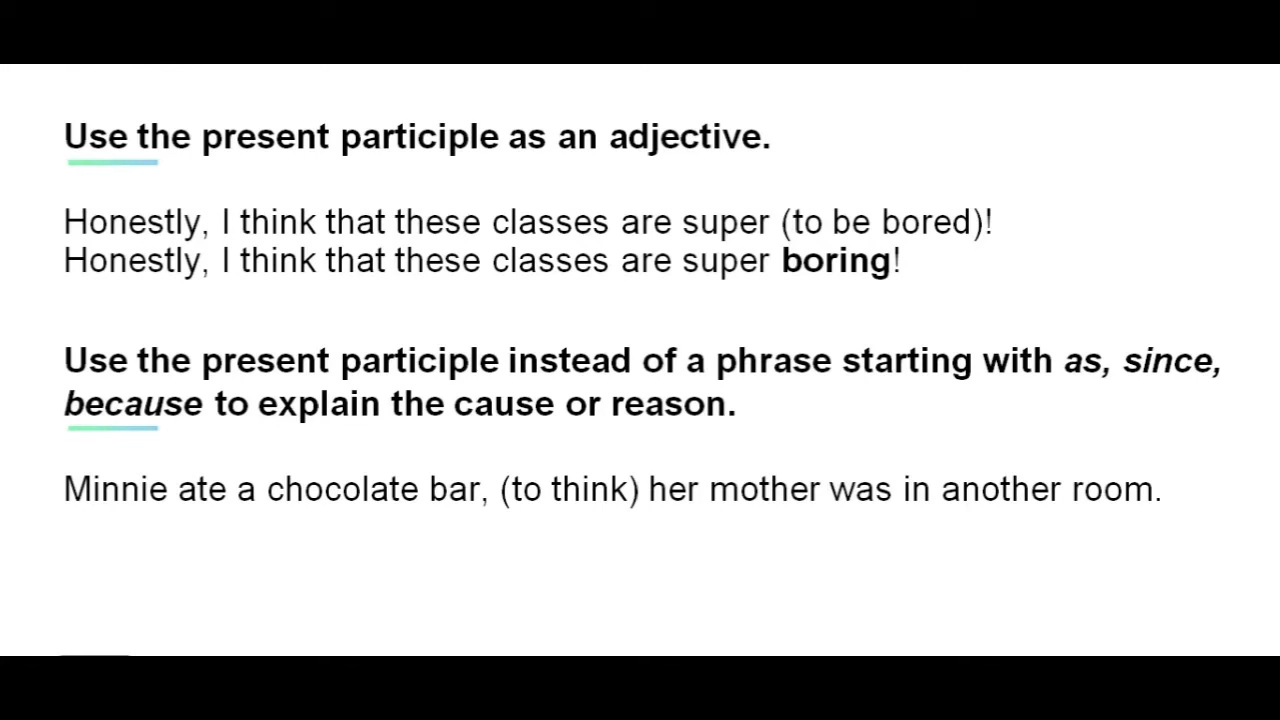 Use the present participle as an adjective.
Honestly, I think that these classes are super (to be bored)!
Honestly, I think that these classes are super boring!
Use the present participle instead of a phrase starting with as, since,
because to explain the cause or reason.
Minnie ate a chocolate bar, (to think) her mother was in another room.